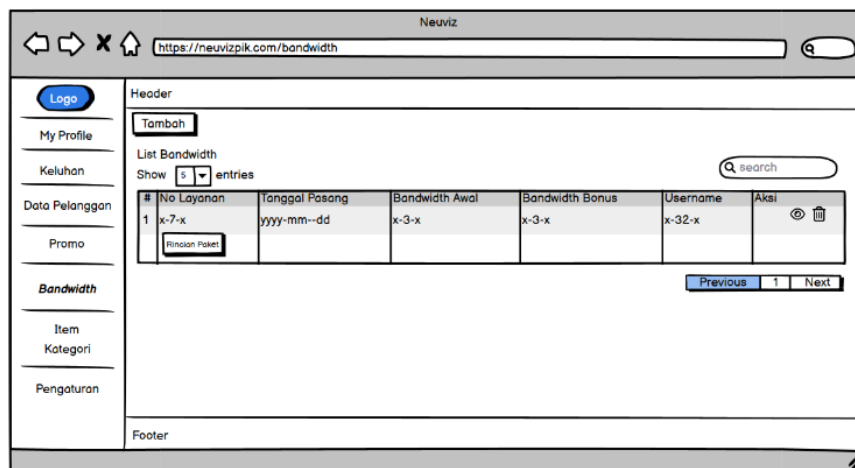 Neuviz
https://neuvizpik.com/bandwidth
Logo
Header
My Profile
Tambah
List Bandwidth
Show 5 entries
search
Keluhan
Data Pelanggan
Promo
Bandwidth
Item
Kategori
Pengaturan
# No Layanan Tanggal Pasang Bandwidth Awal Bandwidth Bonus Username Aksi
1 x-7-x yyyy-mm--dd x-3-x x-3-x x-32-x
Rincian Paket
Previous 1 Next
Footer